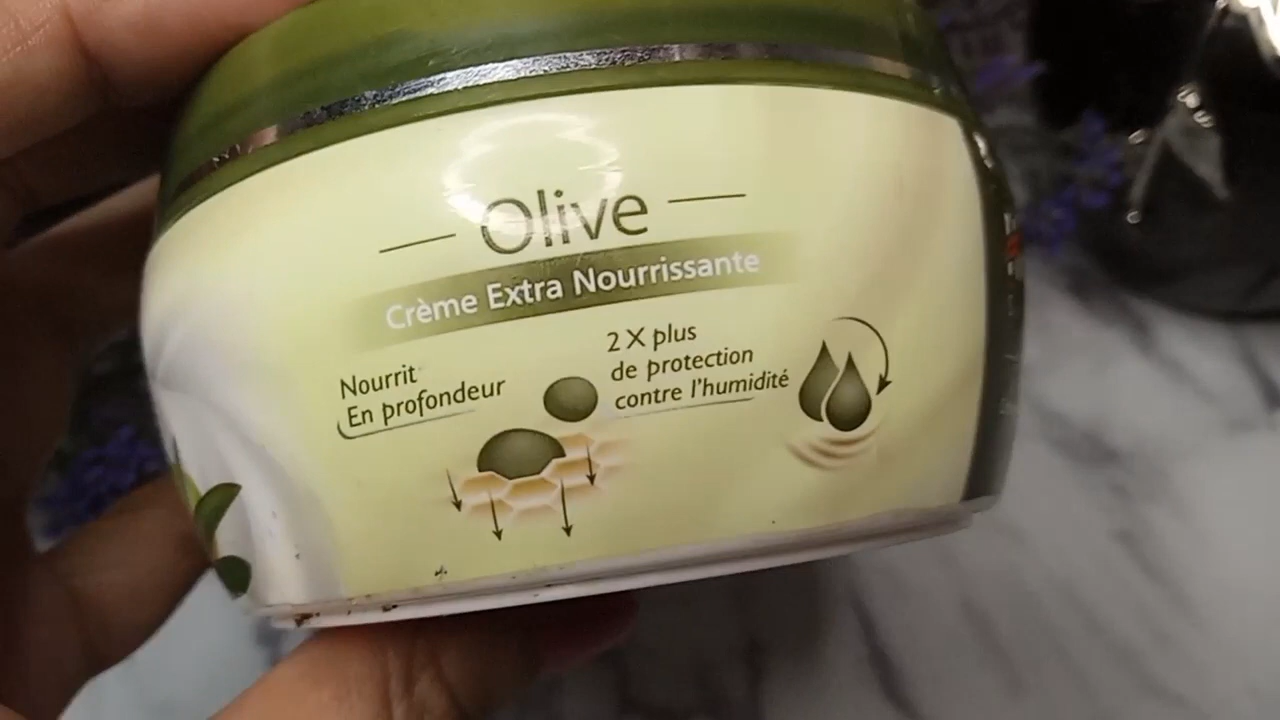 Olive
Crème Extra Nourrissante
Nourrit
En profondeur
2 X plus
de protection
contre l'humidité